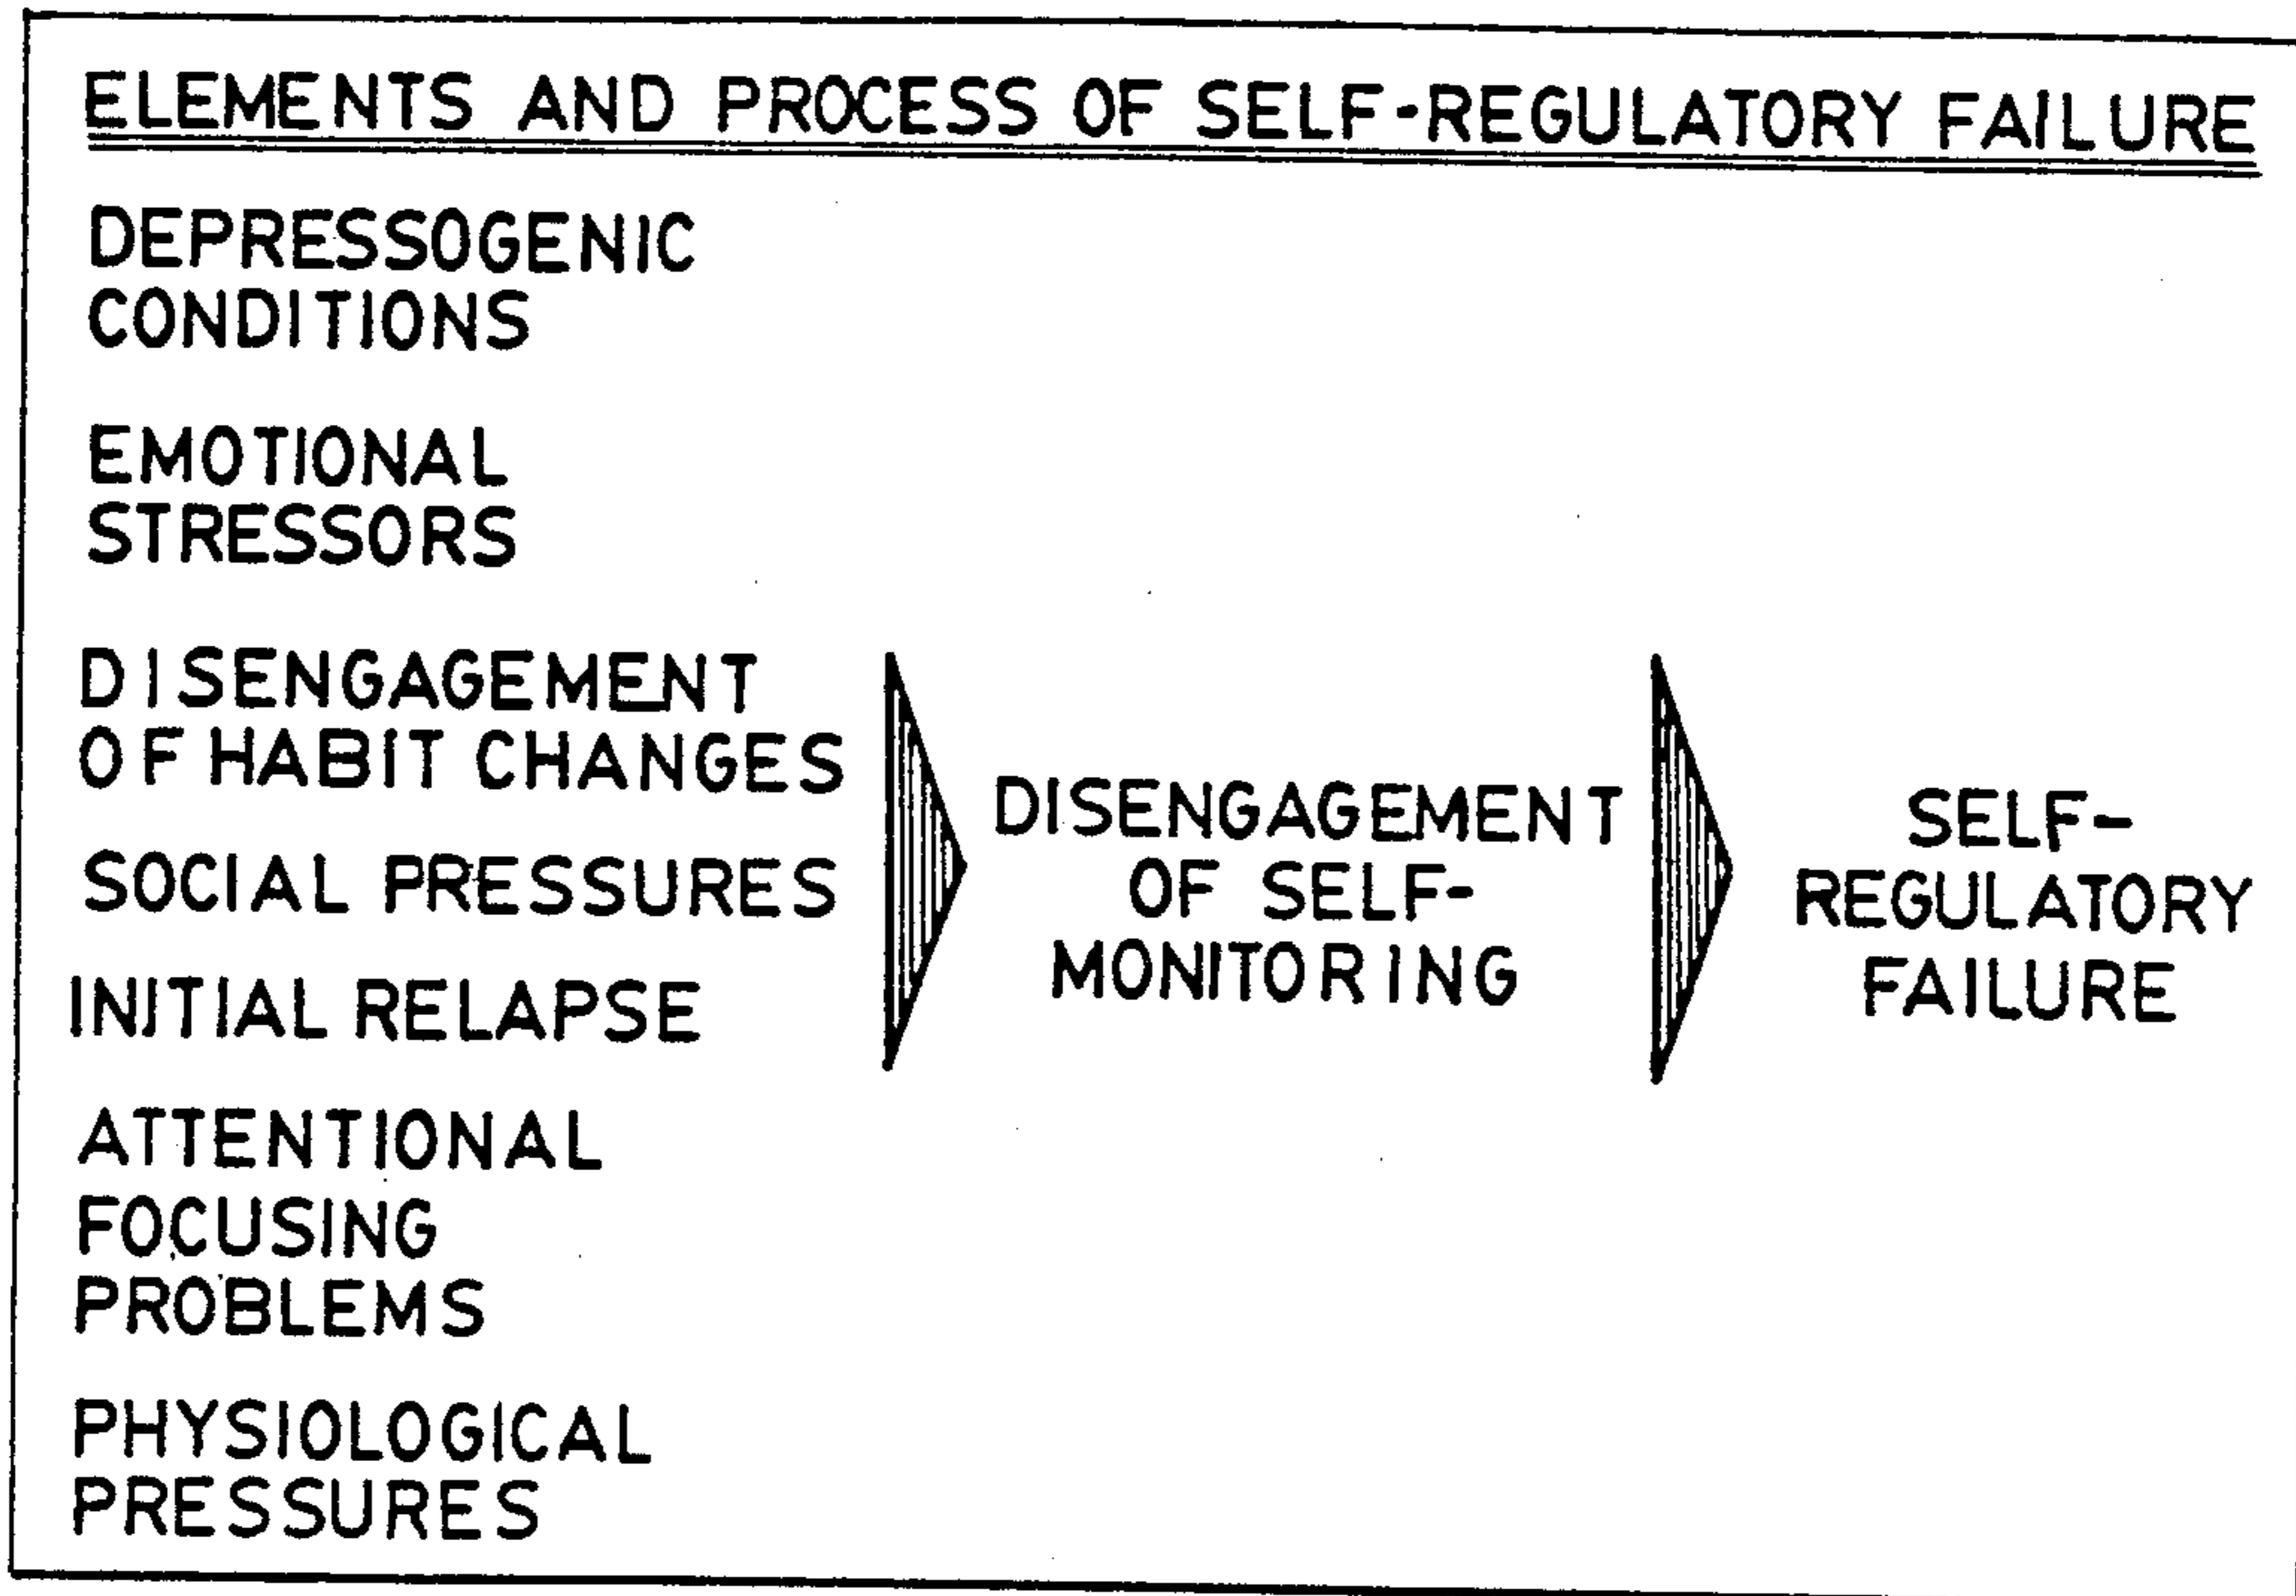 ELEMENTS AND PROCESS OF SELF-REGULATORY FAILURE
DEPRESSOGENIC
CONDITIONS
EMOTIONAL
STRESSORS
DISENGAGEMENT
OF HABIT CHANGES
SOCIAL PRESSURES
INITIAL RELAPSE
ATTENTIONAL
FOCUSING
PROBLEMS
PHYSIOLOGICAL
PRESSURES
DISENGAGEMENT
OF SELF-
MONITORING
SELF-
REGULATORY
FAILURE